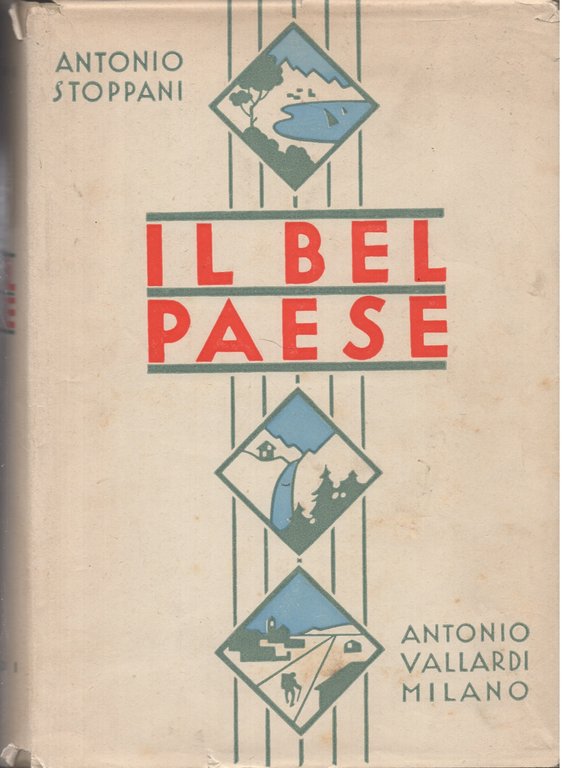 ANTONIO
STOPPANI
IL BEL
PAESE
ANTONIO
VALLARDI
MILANO